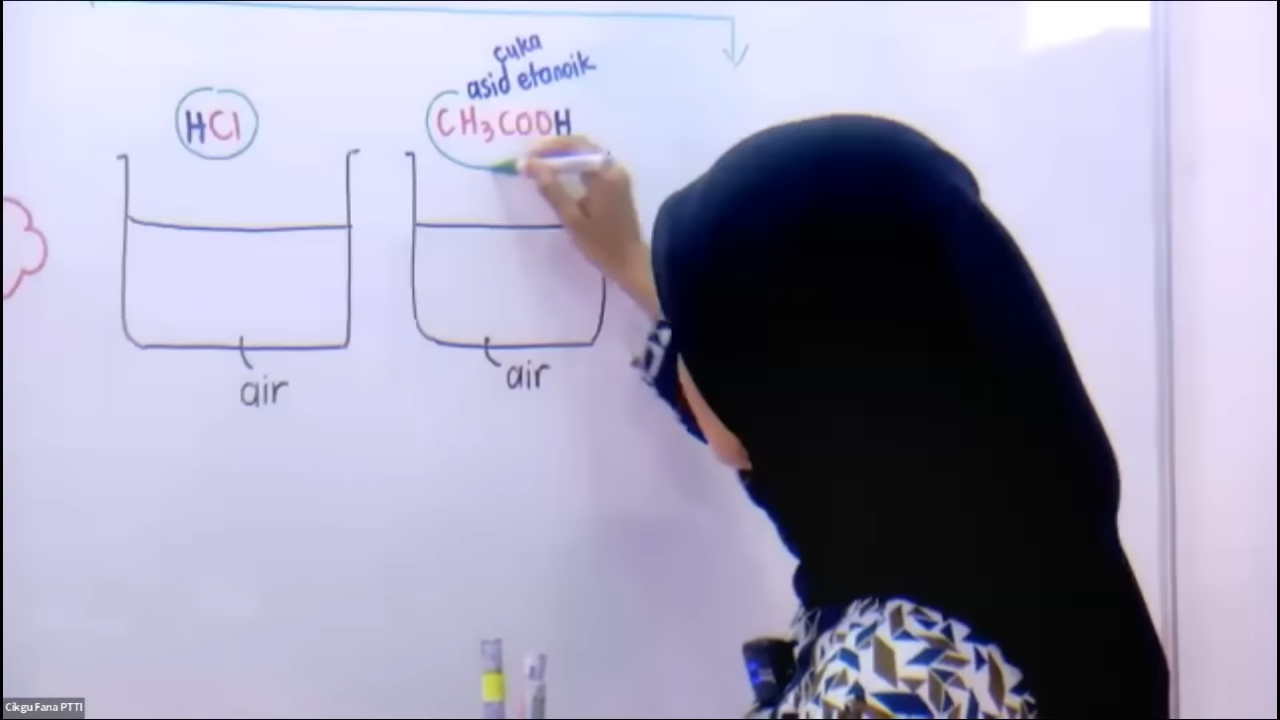 cuka
asid etanoik
HCl
CH₃COOH
air
air
Cikgu Fana PTTI